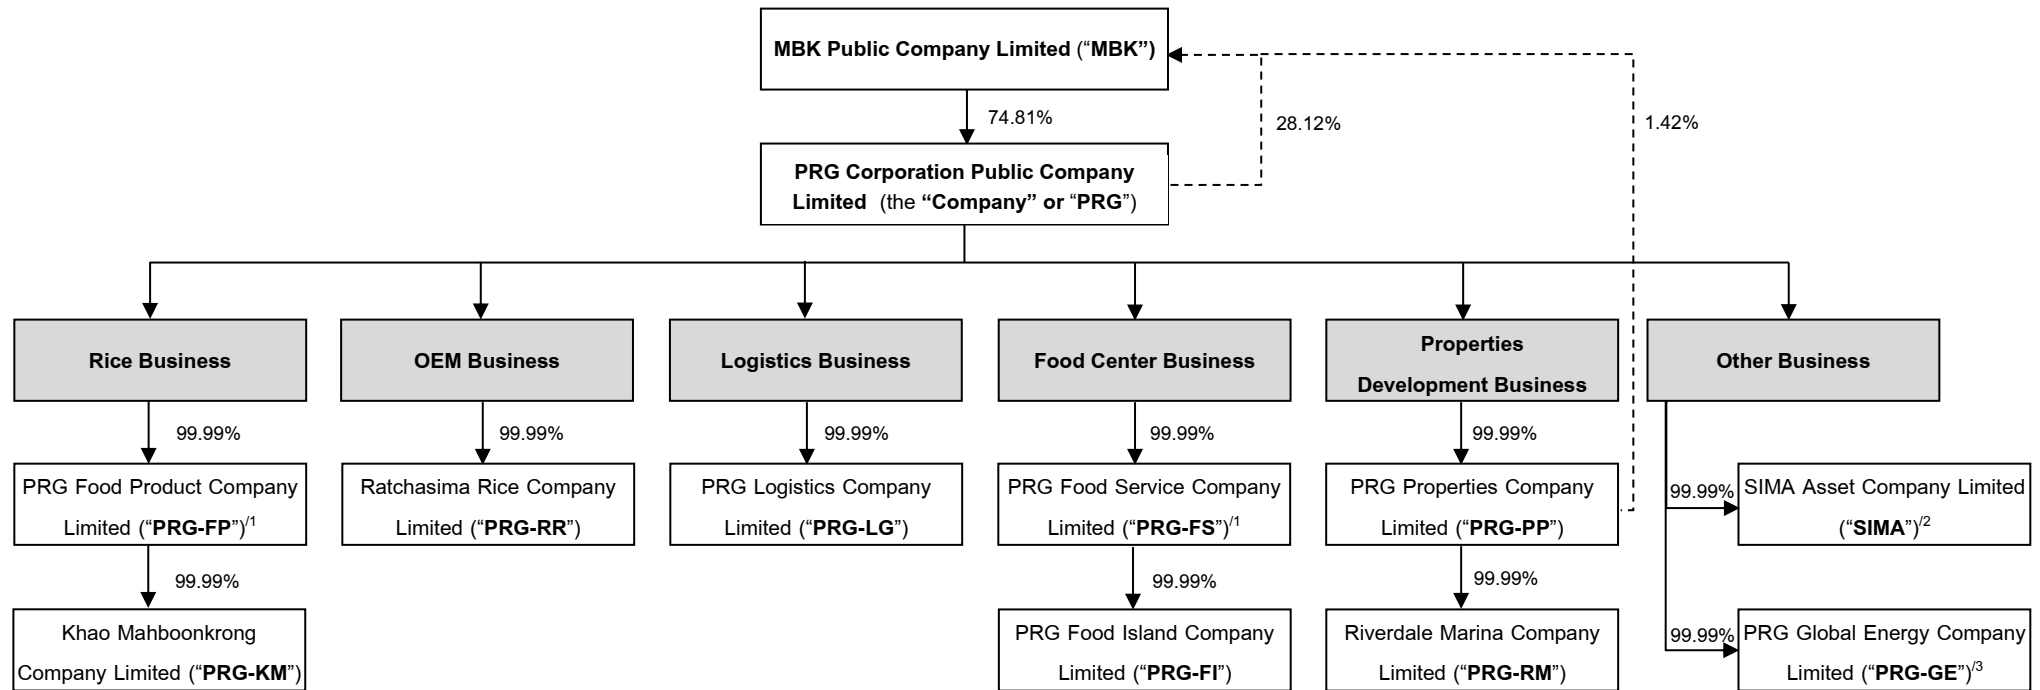 MBK Public Company Limited (“MBK”)
74.81%
28.12%
1.42%
PRG Corporation Public Company
Limited (the “Company” or “PRG”)
Rice Business
OEM Business
Logistics Business
Food Center Business
Properties
Development Business
Other Business
99.99%
99.99%
99.99%
99.99%
99.99%
PRG Food Product Company
Limited (“PRG-FP”)/1
Ratchasima Rice Company
Limited (“PRG-RR”)
PRG Logistics Company
Limited (“PRG-LG”)
PRG Food Service Company
Limited (“PRG-FS”)/1
PRG Properties Company
Limited (“PRG-PP”)
99.99%
SIMA Asset Company Limited
(“SIMA”)/2
99.99%
99.99%
99.99%
Khao Mahboonkrong
Company Limited (“PRG-KM”)
PRG Food Island Company
Limited (“PRG-FI”)
Riverdale Marina Company
Limited (“PRG-RM”)
99.99%
PRG Global Energy Company
Limited (“PRG-GE”)/3